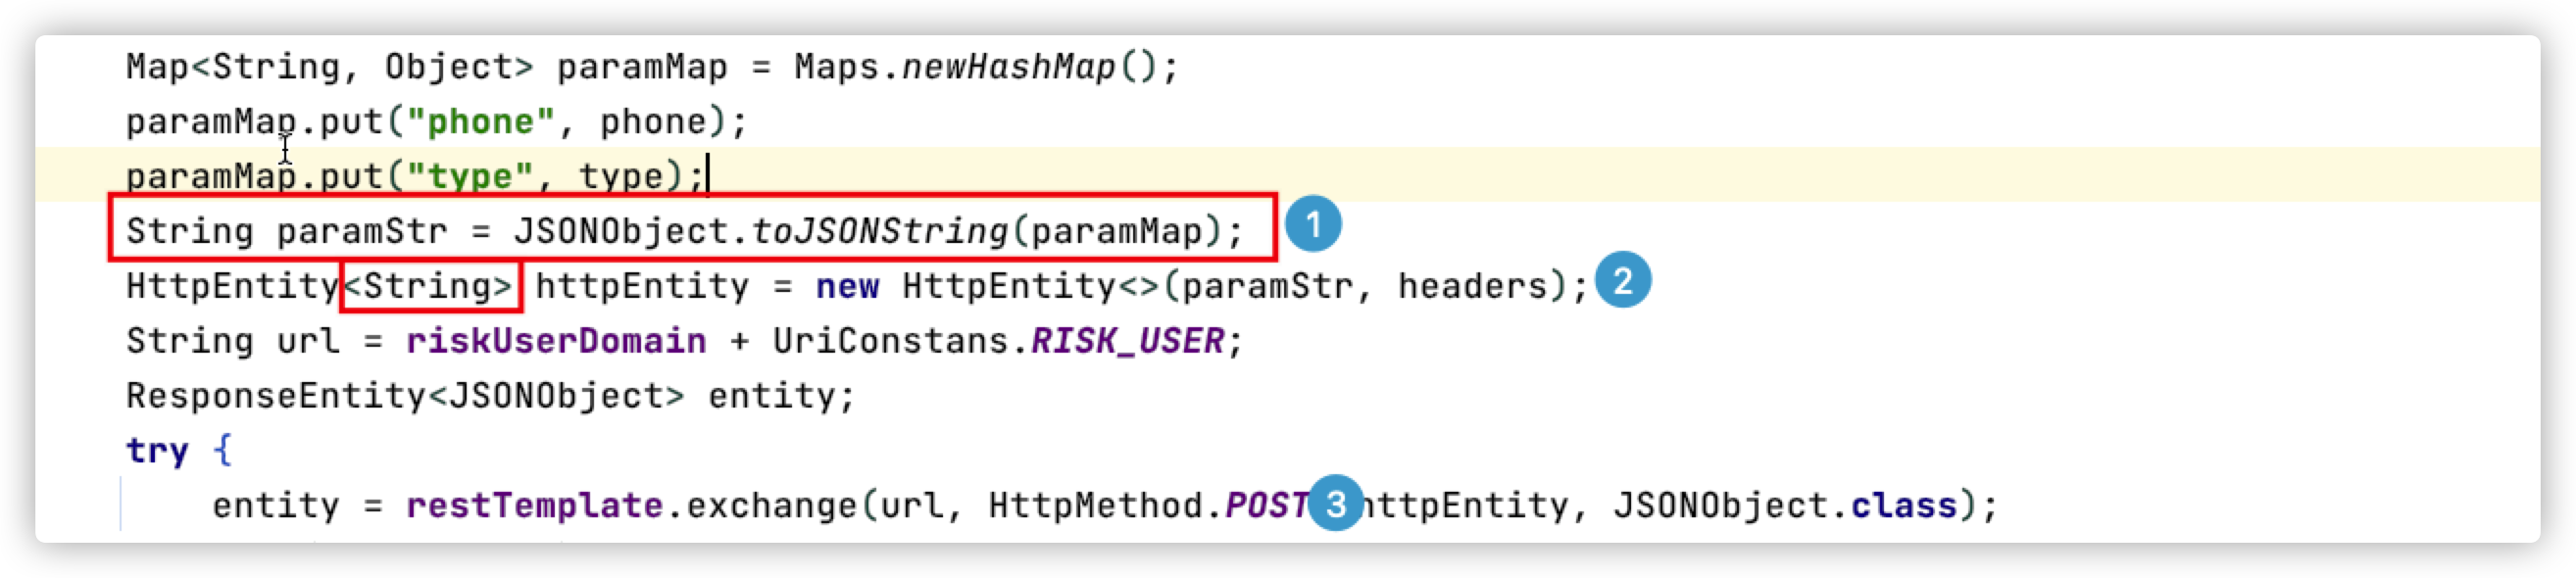 Map<String, Object> paramMap = Maps.newHashMap();
paramMap.put("phone", phone);
paramMap.put("type", type);
String paramStr = JSONObject.toJSONString(paramMap); 1
HttpEntity<String> httpEntity = new HttpEntity<>(paramStr, headers); 2
String url = riskUserDomain + UriConstans.RISK_USER;
ResponseEntity<JSONObject> entity;
try {
entity = restTemplate.exchange(url, HttpMethod.POST 3 httpEntity, JSONObject.class);